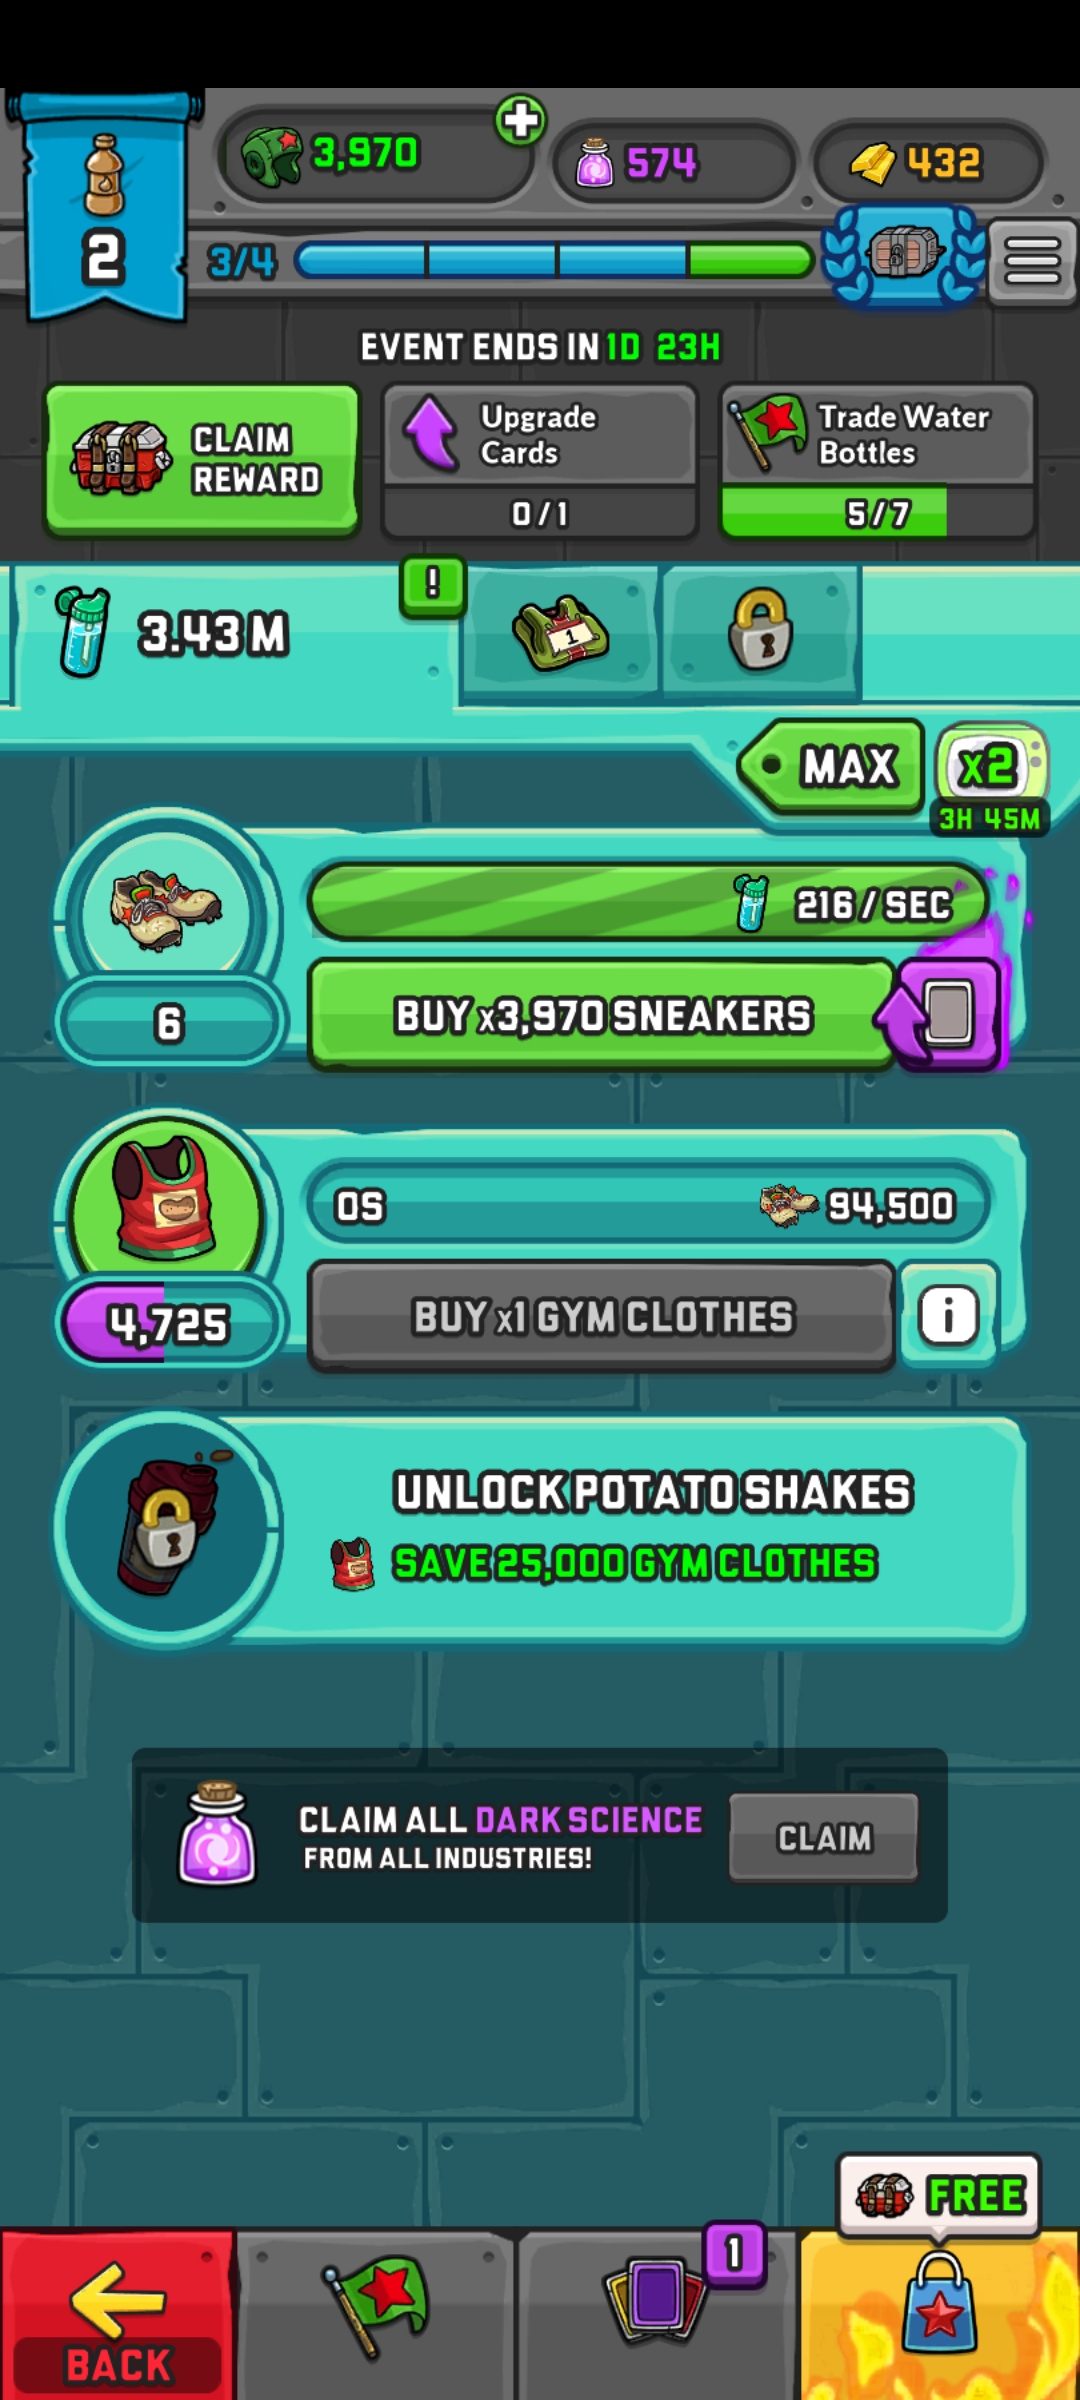 3,970
574
432
2
3/4
EVENT ENDS IN 1D 23H
CLAIM
REWARD
Upgrade
Cards
0/1
Trade Water
Bottles
5/7
3.43M
!
1
MAX
x2
3H 45M
216/SEC
6
BUY x3,970 SNEAKERS
0S
94,500
4,725
BUY x1 GYM CLOTHES
i
UNLOCK POTATO SHAKES
SAVE 25,000 GYM CLOTHES
CLAIM ALL DARK SCIENCE
FROM ALL INDUSTRIES!
CLAIM
FREE
1
BACK